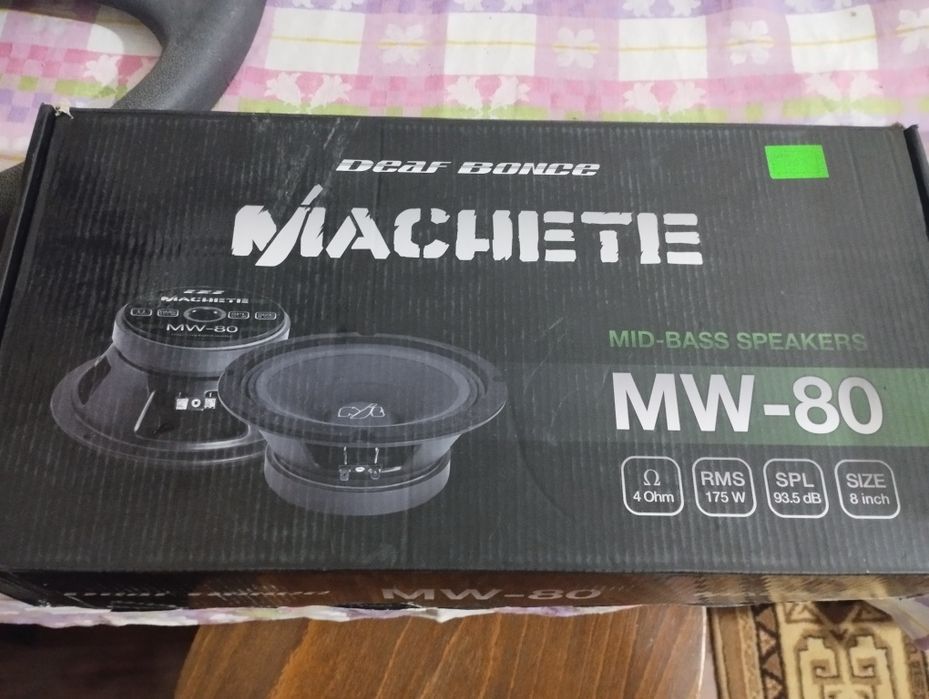 Deaf Bonce
MACHETE
MACHETE
MW-80
MID-BASS SPEAKERS
MW-80
Ω
4 Ohm
RMS
175 W
SPL
93.5 dB
SIZE
8 inch
MW-80